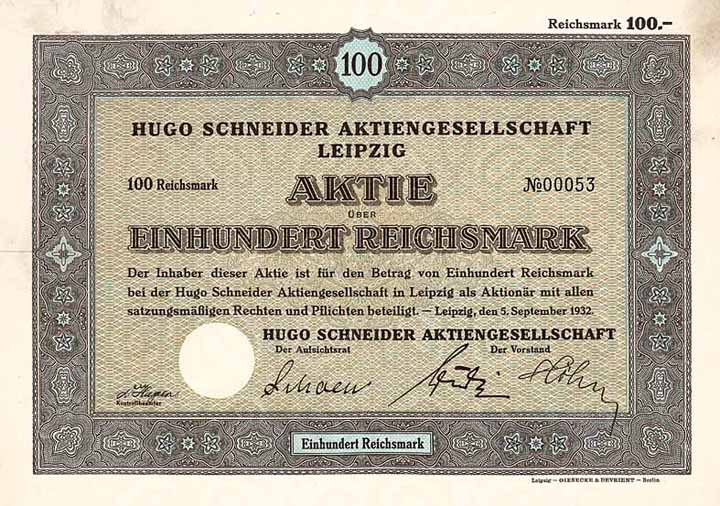 Reichsmark 100.-
100
HUGO SCHNEIDER AKTIENGESELLSCHAFT
LEIPZIG
100 Reichsmark AKTIE №00053
ÜBER
EINHUNDERT REICHSMARK
Der Inhaber dieser Aktie ist für den Betrag von Einhundert Reichsmark
bei der Hugo Schneider Aktiengesellschaft in Leipzig als Aktionär mit allen
satzungsmäßigen Rechten und Pflichten beteiligt. — Leipzig, den 5. September 1932.
HUGO SCHNEIDER AKTIENGESELLSCHAFT
Der Aufsichtsrat Der Vorstand
Kontrollbeamter
Einhundert Reichsmark
Leipzig — GIESECKE & DEVRIENT — Berlin